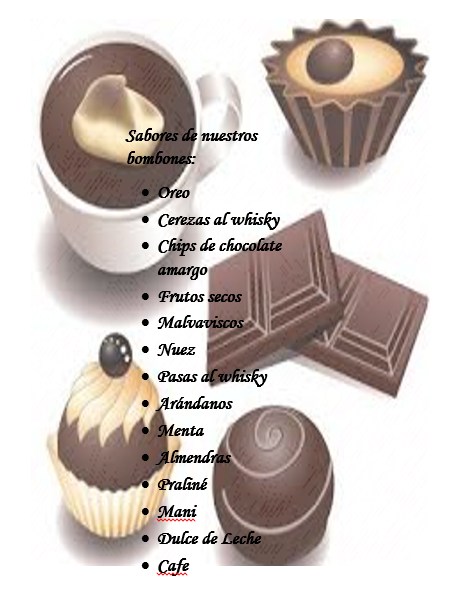 Sabores de nuestros
bombones:
• Oreo
• Cerezas al whisky
• Chips de chocolate
amargo
• Frutos secos
• Malvaviscos
• Nuez
• Pasas al whisky
• Arándanos
• Menta
• Almendras
• Praliné
• Mani
• Dulce de Leche
• Cafe